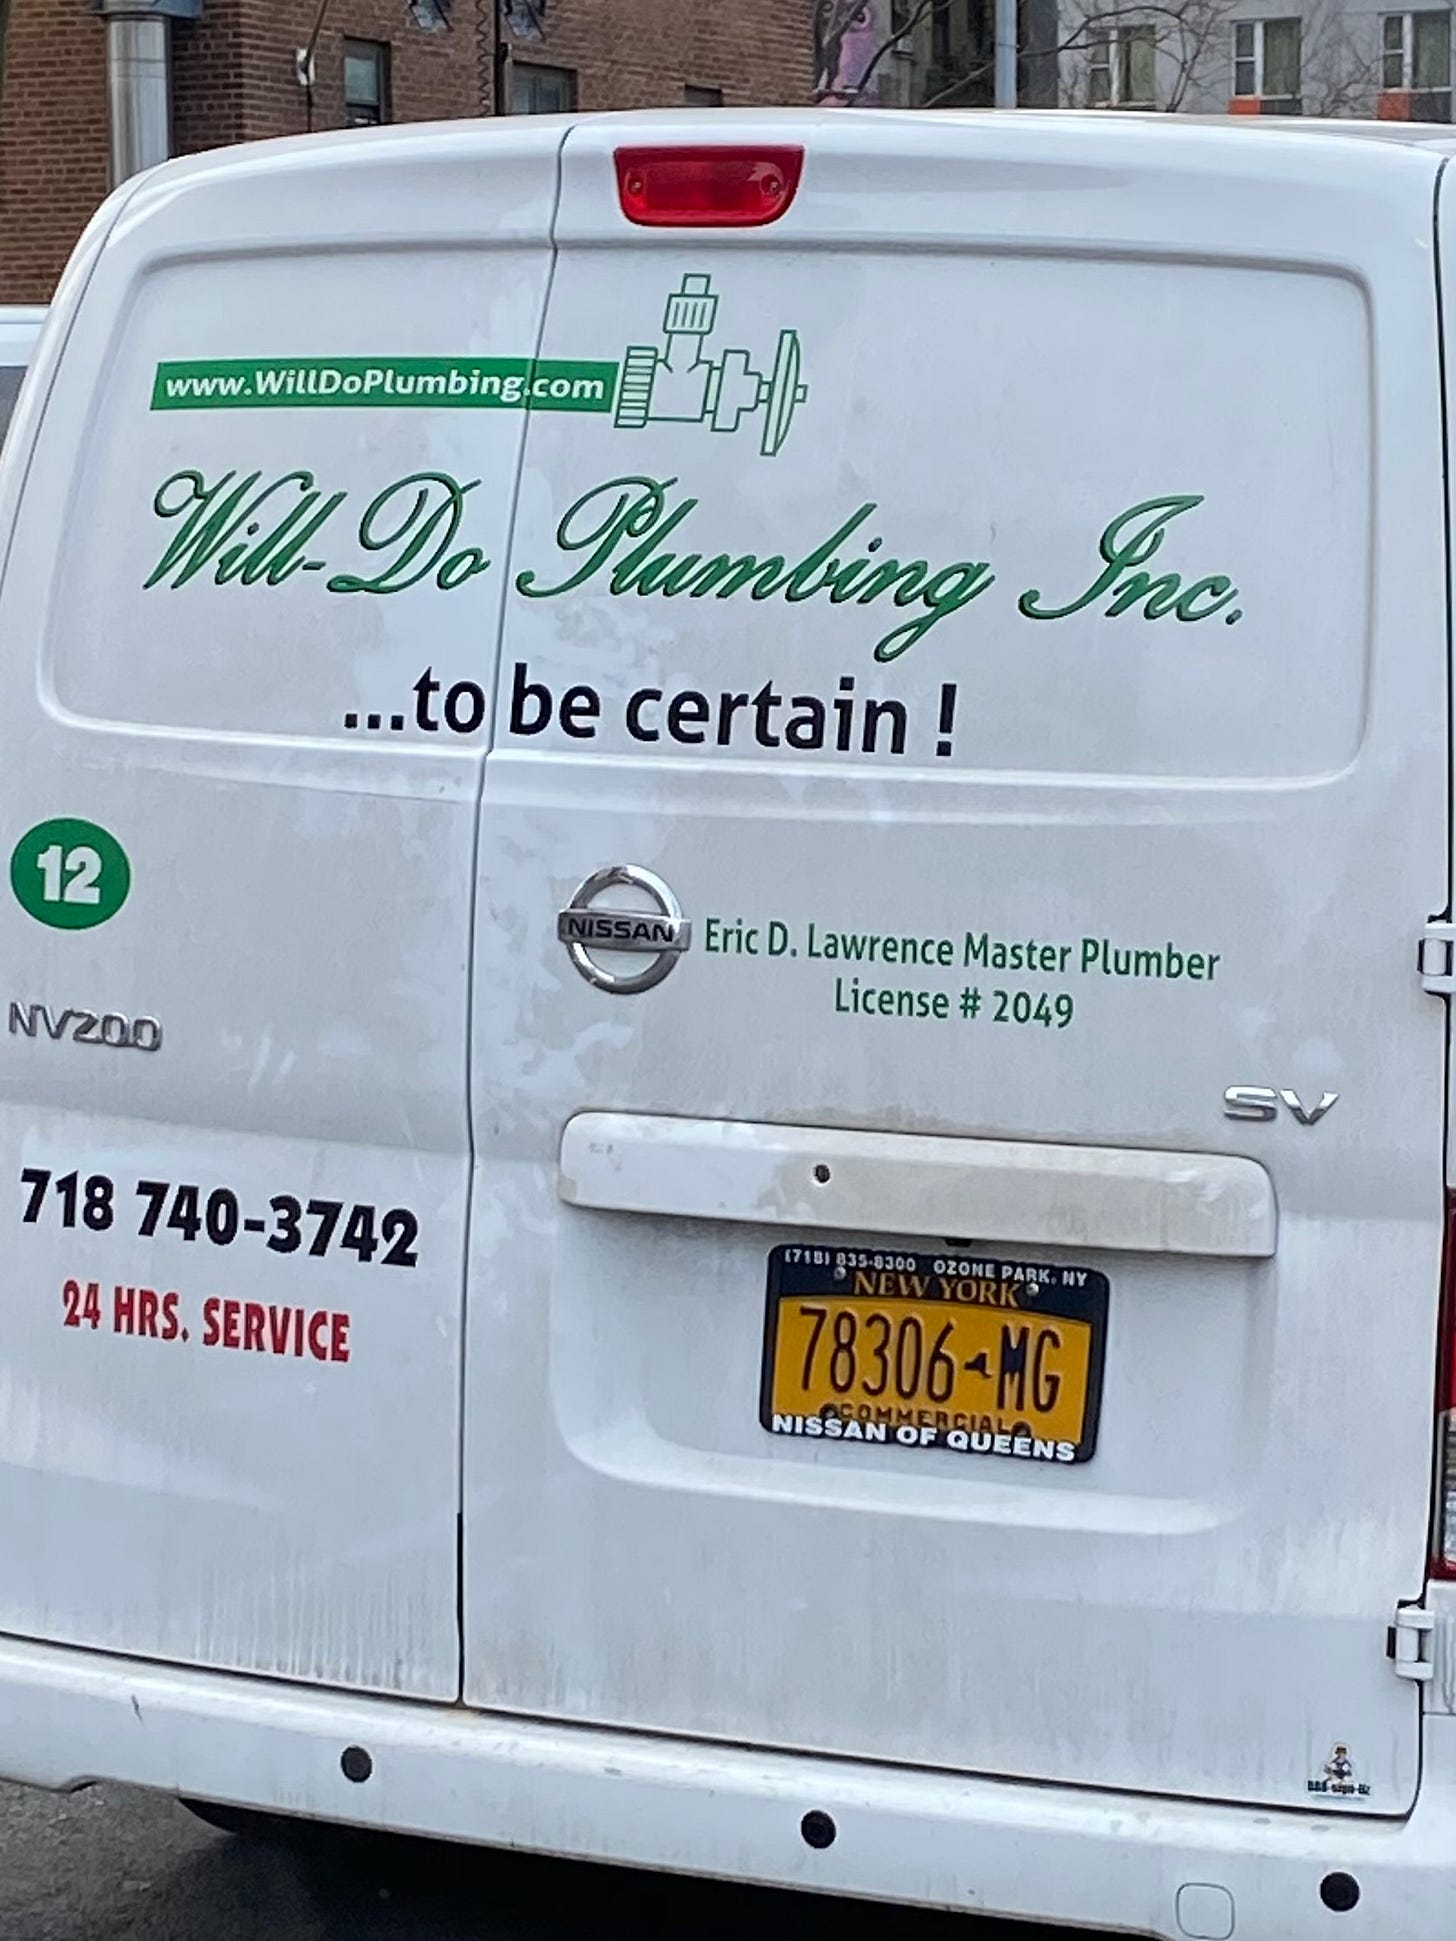 www.WillDoPlumbing.com
Will-Do Plumbing Inc.
...to be certain !
12
NISSAN
Eric D. Lawrence Master Plumber
License # 2049
NV200
SV
718 740-3742
24 HRS. SERVICE
(718) 835-8300 OZONE PARK, NY
NEW YORK
78306-MG
COMMERCIAL
NISSAN OF QUEENS